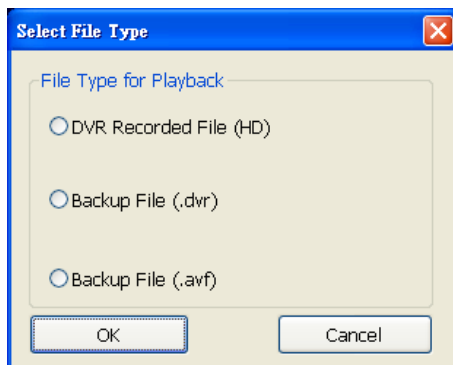 Select File Type
File Type for Playback
DVR Recorded File (HD)
Backup File (.dvr)
Backup File (.avf)
OK Cancel